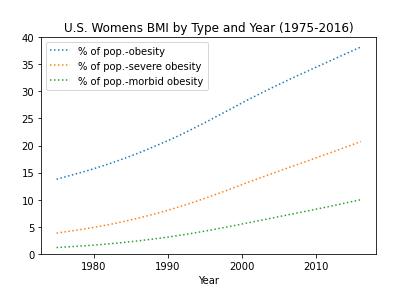 U.S. Womens BMI by Type and Year (1975-2016)
40
35
30
25
20
15
10
5
0
% of pop.-obesity
% of pop.-severe obesity
% of pop.-morbid obesity
1980 1990 2000 2010
Year